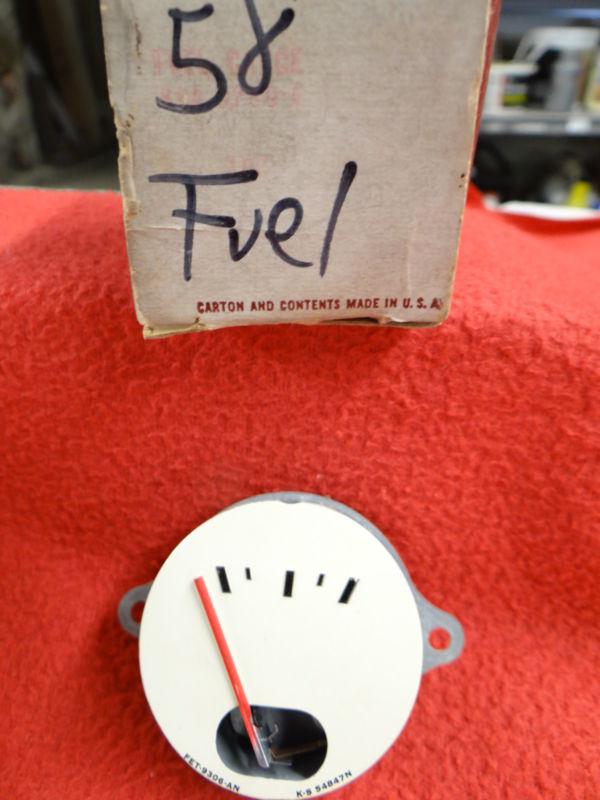 58
Fuel
CARTON AND CONTENTS MADE IN U. S. A.
FET-9306-AN
K-S 54847N